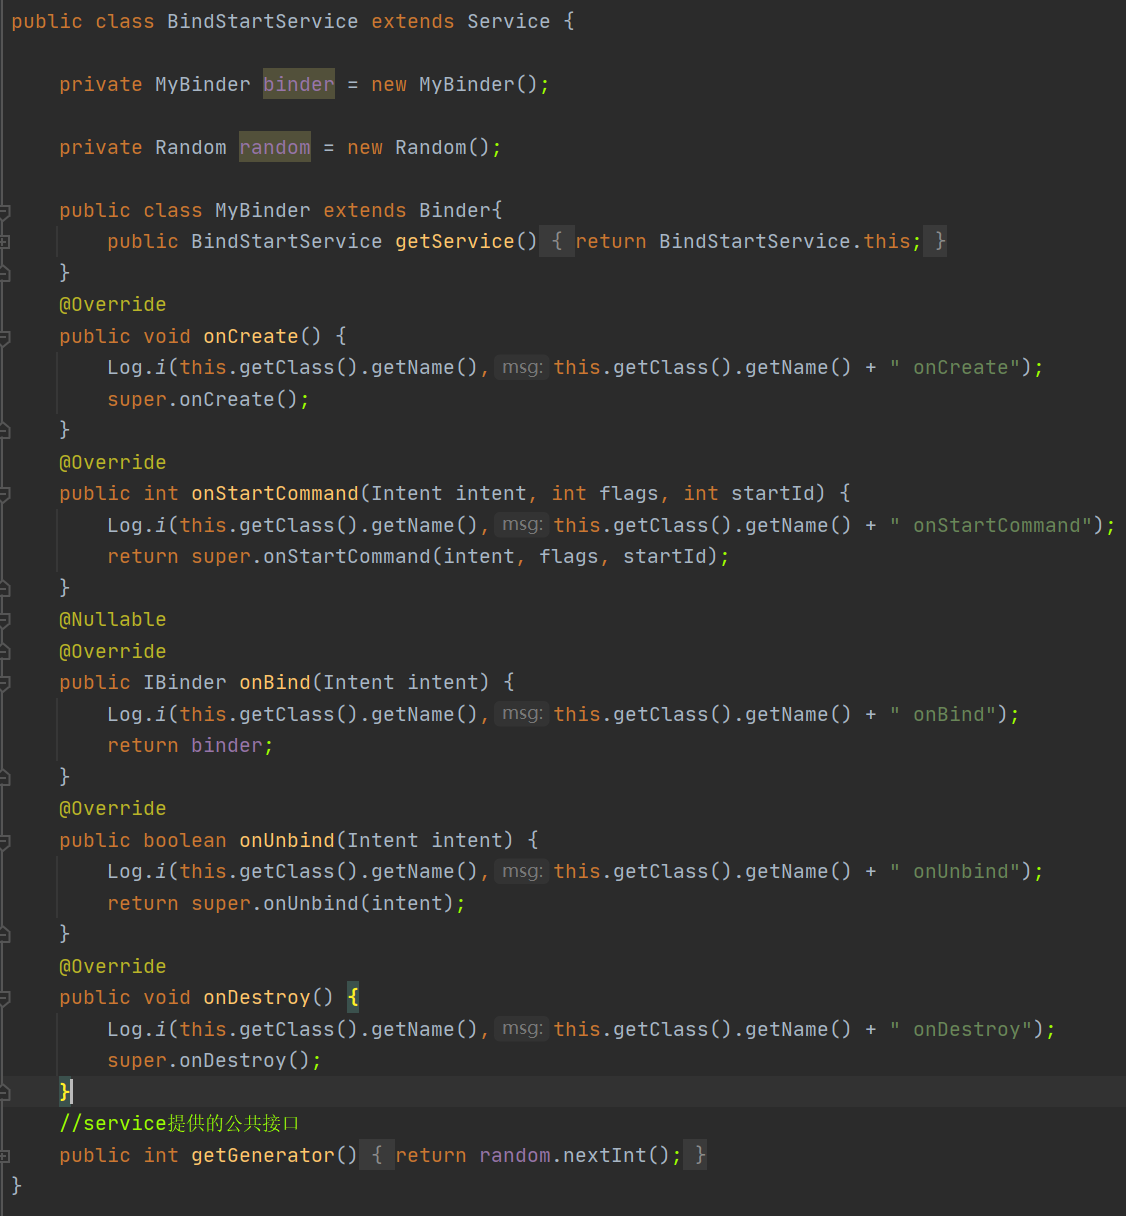 public class BindStartService extends Service {
private MyBinder binder = new MyBinder();
private Random random = new Random();
public class MyBinder extends Binder{
public BindStartService getService() { return BindStartService.this; }
}
@Override
public void onCreate() {
Log.i(this.getClass().getName(), msg: this.getClass().getName() + " onCreate");
super.onCreate();
}
@Override
public int onStartCommand(Intent intent, int flags, int startId) {
Log.i(this.getClass().getName(), msg: this.getClass().getName() + " onStartCommand");
return super.onStartCommand(intent, flags, startId);
}
@Nullable
@Override
public IBinder onBind(Intent intent) {
Log.i(this.getClass().getName(), msg: this.getClass().getName() + " onBind");
return binder;
}
@Override
public boolean onUnbind(Intent intent) {
Log.i(this.getClass().getName(), msg: this.getClass().getName() + " onUnbind");
return super.onUnbind(intent);
}
@Override
public void onDestroy() {
Log.i(this.getClass().getName(), msg: this.getClass().getName() + " onDestroy");
super.onDestroy();
}
//service提供的公共接口
public int getGenerator() { return random.nextInt(); }
}